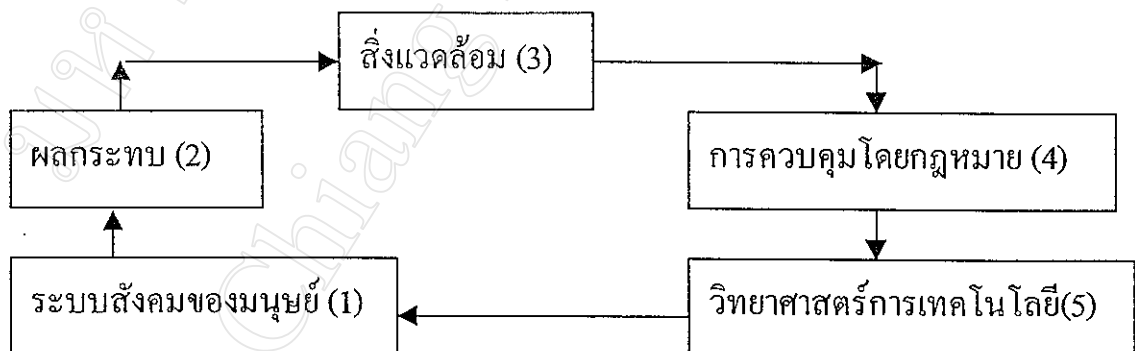 สิ่งแวดล้อม (3)
ผลกระทบ (2)
การควบคุมโดยกฎหมาย (4)
ระบบสังคมของมนุษย์ (1)
วิทยาศาสตร์การเทคโนโลยี(5)
Chiang